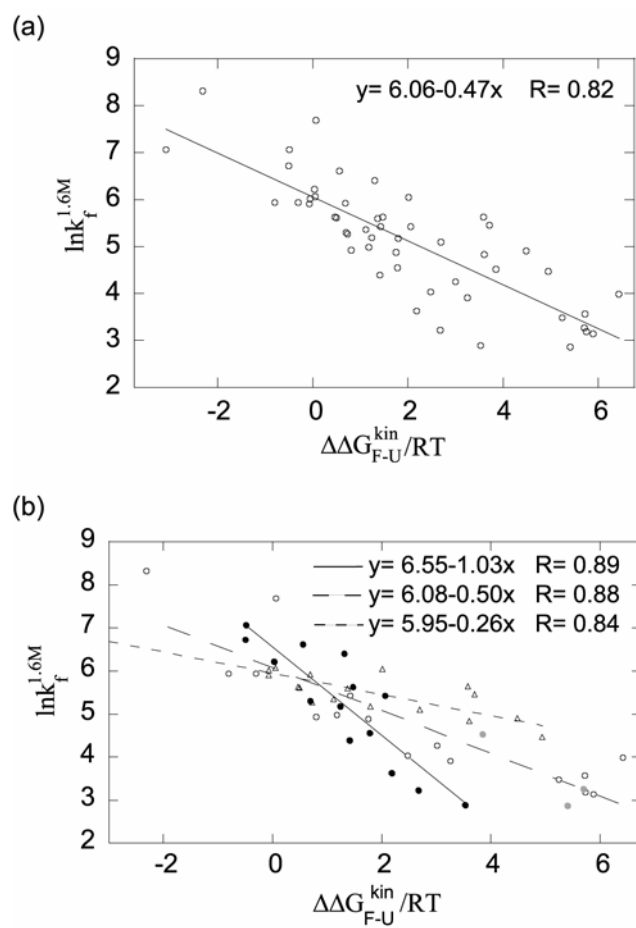 (a)
9
8
7
6
5
4
3
2
y= 6.06-0.47x R= 0.82
lnk_f^1.6M
-2 0 2 4 6
ΔΔG_F-U^kin/RT
(b)
9
8
7
6
5
4
3
2
y= 6.55-1.03x R= 0.89
y= 6.08-0.50x R= 0.88
y= 5.95-0.26x R= 0.84
lnk_f^1.6M
-2 0 2 4 6
ΔΔG_F-U^kin/RT